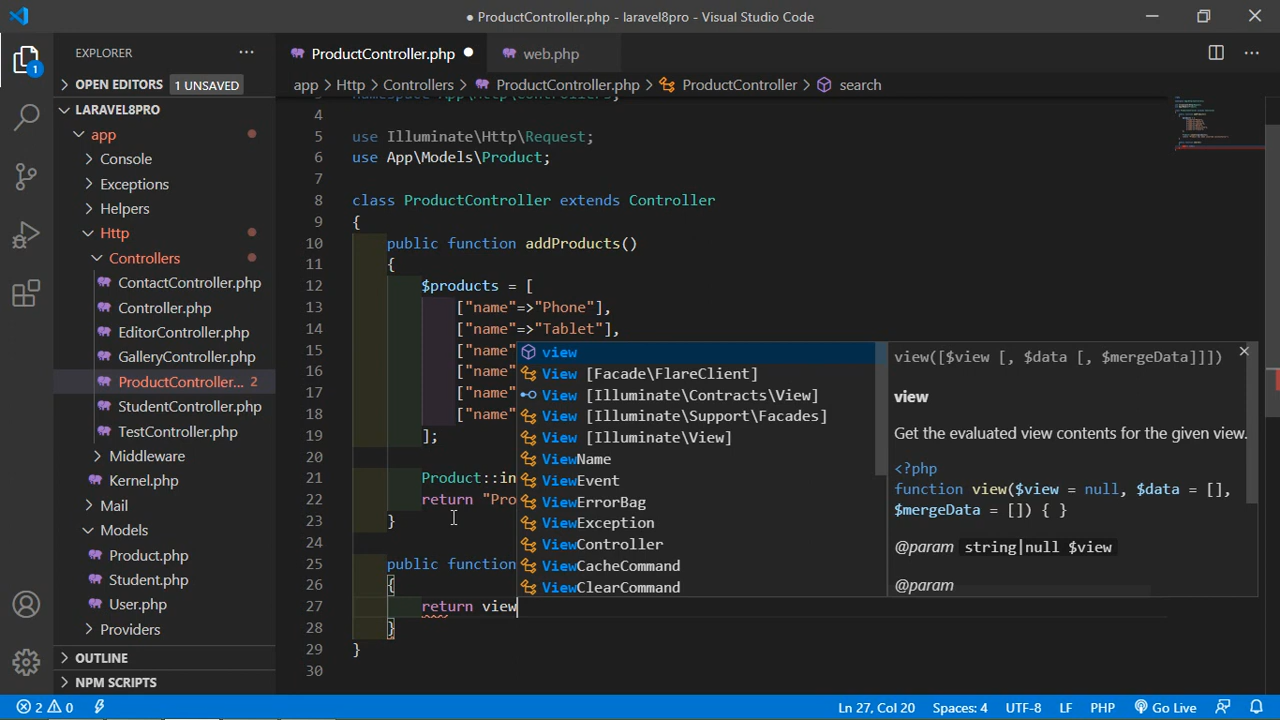 ● ProductController.php - laravel8pro - Visual Studio Code
EXPLORER
OPEN EDITORS 1 UNSAVED
LARAVEL8PRO
app
Console
Exceptions
Helpers
Http
Controllers
ContactController.php
Controller.php
EditorController.php
GalleryController.php
ProductController... 2
StudentController.php
TestController.php
Middleware
Kernel.php
Mail
Models
Product.php
Student.php
User.php
Providers
OUTLINE
NPM SCRIPTS
1
ProductController.php ● web.php
app > Http > Controllers > ProductController.php > ProductController > search
namespace App\Http\Controllers;
4
5 use Illuminate\Http\Request;
6 use App\Models\Product;
7
8 class ProductController extends Controller
9 {
10 public function addProducts()
11 {
12 $products = [
13 ["name"=>"Phone"],
14 ["name"=>"Tablet"],
15 ["name"
16 ["name"
17 ["name"
18 ["name"
19 ];
20
21 Product::in
22 return "Pro
23 }
24
25 public function
26 {
27 return view
28 }
29 }
30
view
View [Facade\FlareClient]
View [Illuminate\Contracts\View]
View [Illuminate\Support\Facades]
View [Illuminate\View]
ViewName
ViewEvent
ViewErrorBag
ViewException
ViewController
ViewCacheCommand
ViewClearCommand
view([$view [, $data [, $mergeData]]])
view
Get the evaluated view contents for the given view.
<?php
function view($view = null, $data = [],
$mergeData = []) { }
@param string|null $view
@param
2 0 Ln 27, Col 20 Spaces: 4 UTF-8 LF PHP Go Live